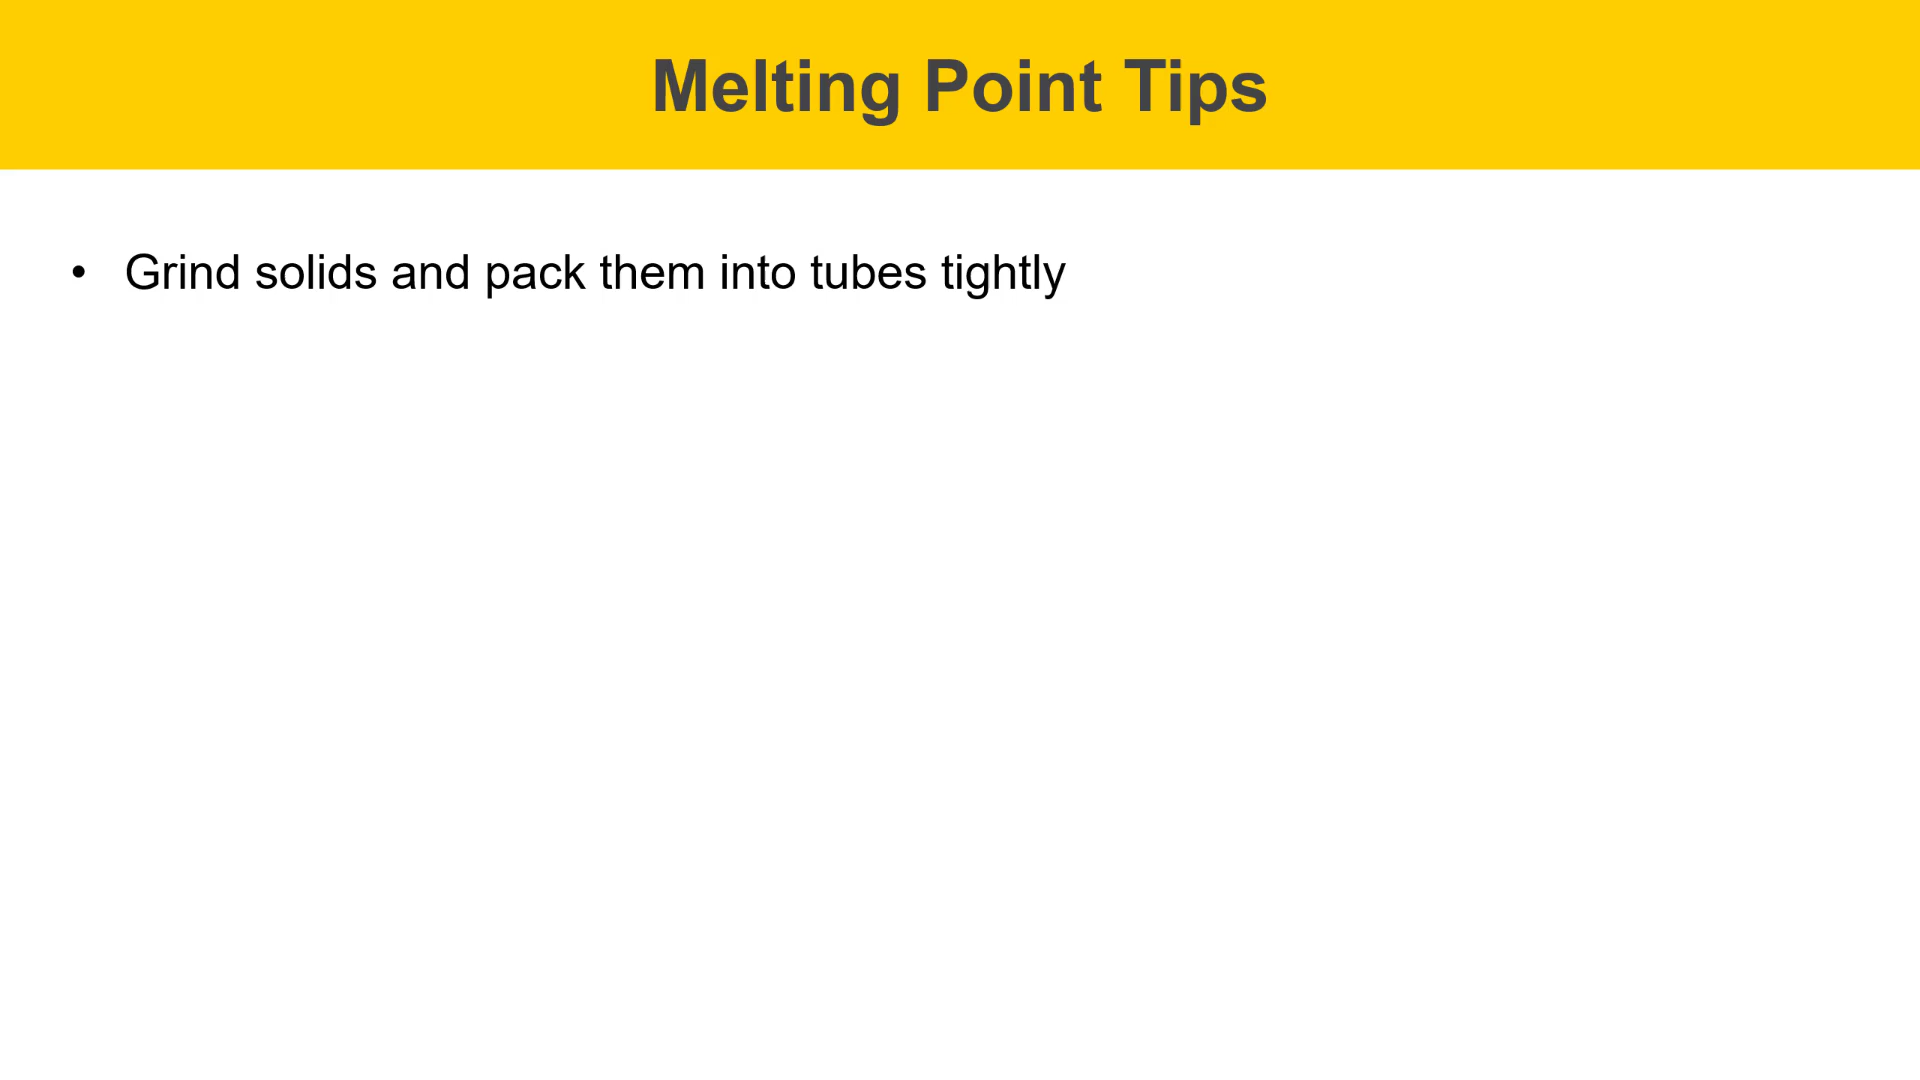 Melting Point Tips
• Grind solids and pack them into tubes tightly